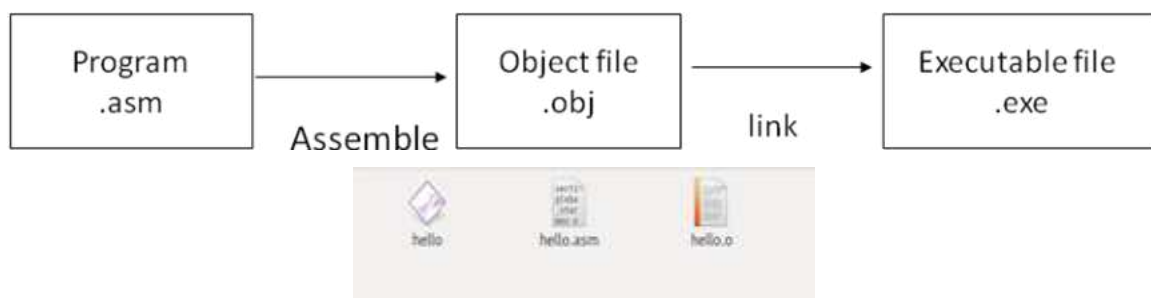 Program
.asm
Assemble
Object file
.obj
link
Executable file
.exe
hello
hello.asm
hello.o